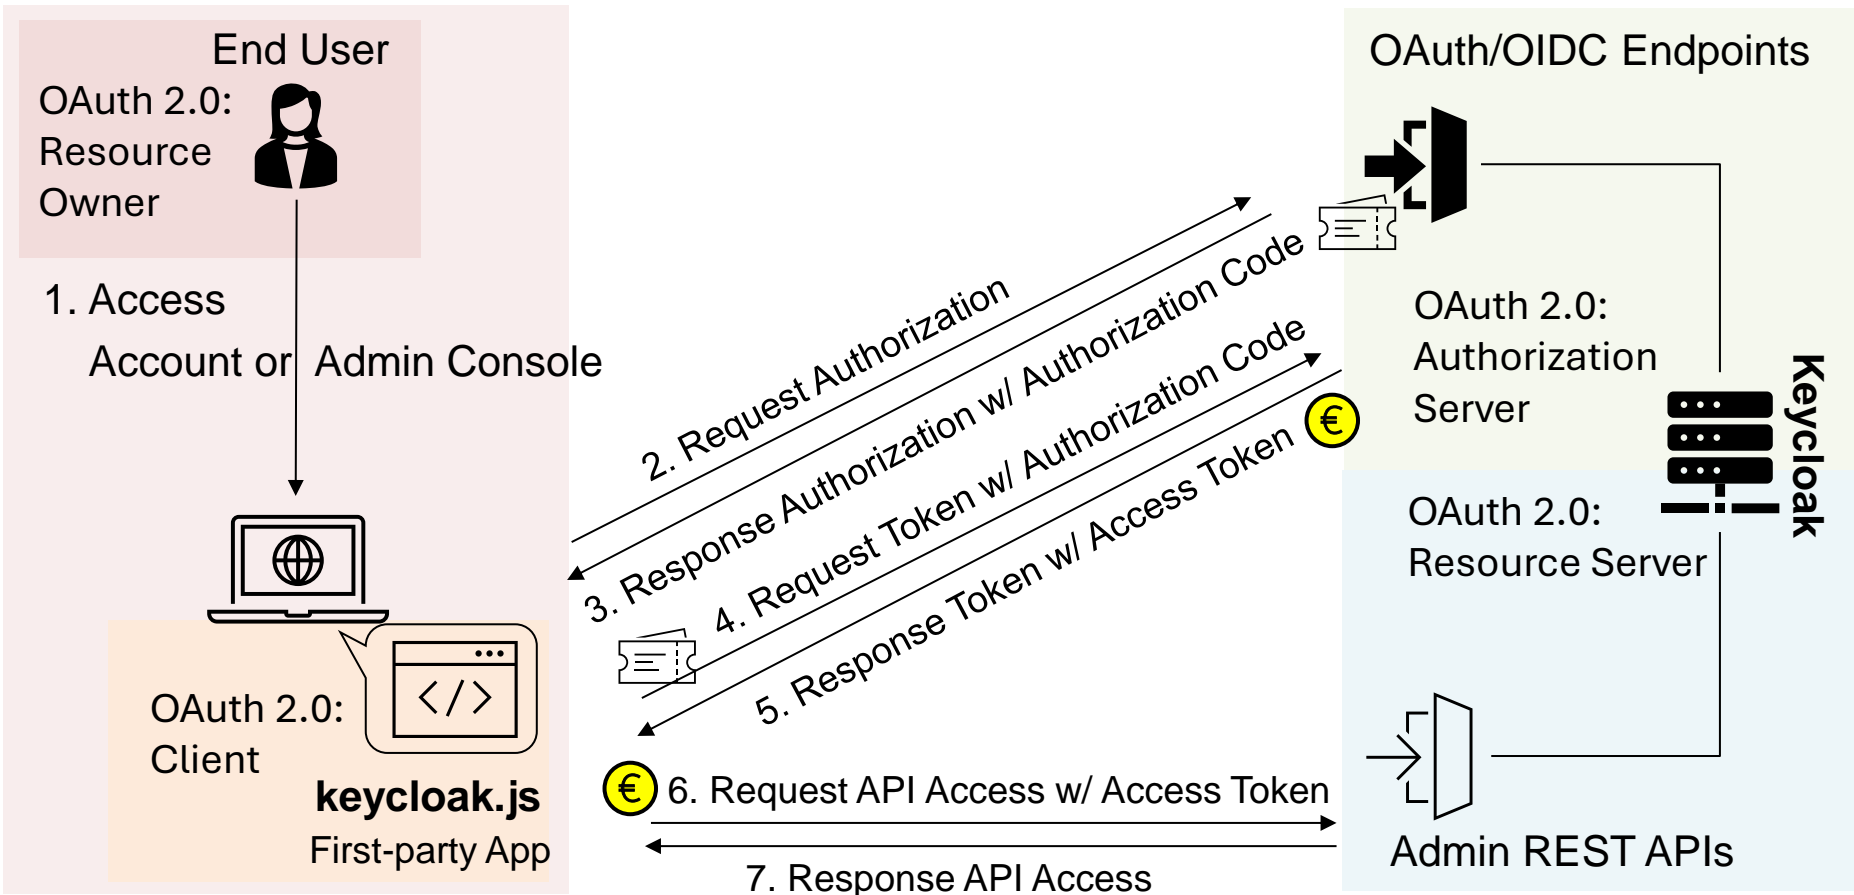 End User
OAuth 2.0:
Resource
Owner
1. Access
Account or Admin Console
OAuth 2.0:
Client
</>
keycloak.js
First-party App
2. Request Authorization
3. Response Authorization w/ Authorization Code
4. Request Token w/ Authorization Code
5. Response Token w/ Access Token
€
€
6. Request API Access w/ Access Token
7. Response API Access
OAuth/OIDC Endpoints
OAuth 2.0:
Authorization
Server
Keycloak
OAuth 2.0:
Resource Server
Admin REST APIs